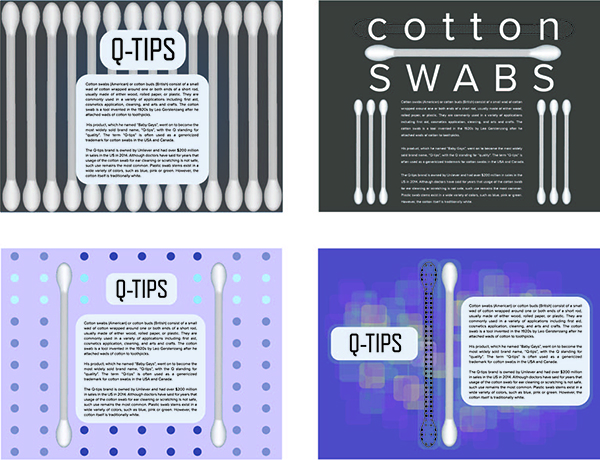 Q-TIPS
Cotton swabs (American) or cotton buds (British) consist of a small
wad of cotton wrapped around one or both ends of a short rod,
usually made of either wood, rolled paper, or plastic. They are
commonly used in a variety of applications including first aid,
cosmetics application, cleaning, and arts and crafts. The cotton
swab is a tool invented in the 1920s by Leo Gerstenzang after he
attached wads of cotton to toothpicks.
His product, which he named "Baby Gays", went on to become the
most widely sold brand name, "Q-tips", with the Q standing for
"quality". The term "Q-tips" is often used as a genericized
trademark for cotton swabs in the USA and Canada.
The Q-tips brand is owned by Unilever and had over $200 million
in sales in the US in 2014. Although doctors have said for years that
usage of the cotton swab for ear cleaning or scratching is not safe,
such use remains the most common. Plastic swab stems exist in a
wide variety of colors, such as blue, pink or green. However, the
cotton itself is traditionally white.
cotton
SWABS
Cotton swabs (American) or cotton buds (British) consist of a small wad of cotton
wrapped around one or both ends of a short rod, usually made of either wood,
rolled paper, or plastic. They are commonly used in a variety of applications including
first aid, cosmetics application, cleaning, and arts and crafts. The
cotton swab is a tool invented in the 1920s by Leo Gerstenzang after he
attached wads of cotton to toothpicks.
His product, which he named "Baby Gays", went on to become the most widely
sold brand name, "Q-tips", with the Q standing for "quality". The term "Q-tips" is
often used as a genericized trademark for cotton swabs in the USA and Canada.
The Q-tips brand is owned by Unilever and had over $200 million in sales in the
US in 2014. Although doctors have said for years that usage of the cotton swab
for ear cleaning or scratching is not safe, such use remains the most common.
Plastic swab stems exist in a wide variety of colors, such as blue, pink or green.
However, the cotton itself is traditionally white.
Q-TIPS
Cotton swabs (American) or cotton buds (British) consist of a small
wad of cotton wrapped around one or both ends of a short rod,
usually made of either wood, rolled paper, or plastic. They are
commonly used in a variety of applications including first aid,
cosmetics application, cleaning, and arts and crafts. The cotton
swab is a tool invented in the 1920s by Leo Gerstenzang after he
attached wads of cotton to toothpicks.
His product, which he named "Baby Gays", went on to become the
most widely sold brand name, "Q-tips", with the Q standing for
"quality". The term "Q-tips" is often used as a genericized
trademark for cotton swabs in the USA and Canada.
The Q-tips brand is owned by Unilever and had over $200 million
in sales in the US in 2014. Although doctors have said for years that
usage of the cotton swab for ear cleaning or scratching is not safe,
such use remains the most common. Plastic swab stems exist in a
wide variety of colors, such as blue, pink or green. However, the
cotton itself is traditionally white.
Q-TIPS
Cotton swabs (American) or cotton buds (British) consist of a small
wad of cotton wrapped around one or both ends of a short rod,
usually made of either wood, rolled paper, or plastic. They are
commonly used in a variety of applications including first aid,
cosmetics application, cleaning, and arts and crafts. The cotton
swab is a tool invented in the 1920s by Leo Gerstenzang after he
attached wads of cotton to toothpicks.
His product, which he named "Baby Gays", went on to become the
most widely sold brand name, "Q-tips", with the Q standing for
"quality". The term "Q-tips" is often used as a genericized
trademark for cotton swabs in the USA and Canada.
The Q-tips brand is owned by Unilever and had over $200 million
in sales in the US in 2014. Although doctors have said for years that
usage of the cotton swab for ear cleaning or scratching is not safe,
such use remains the most common. Plastic swab stems exist in a
wide variety of colors, such as blue, pink or green. However, the
cotton itself is traditionally white.